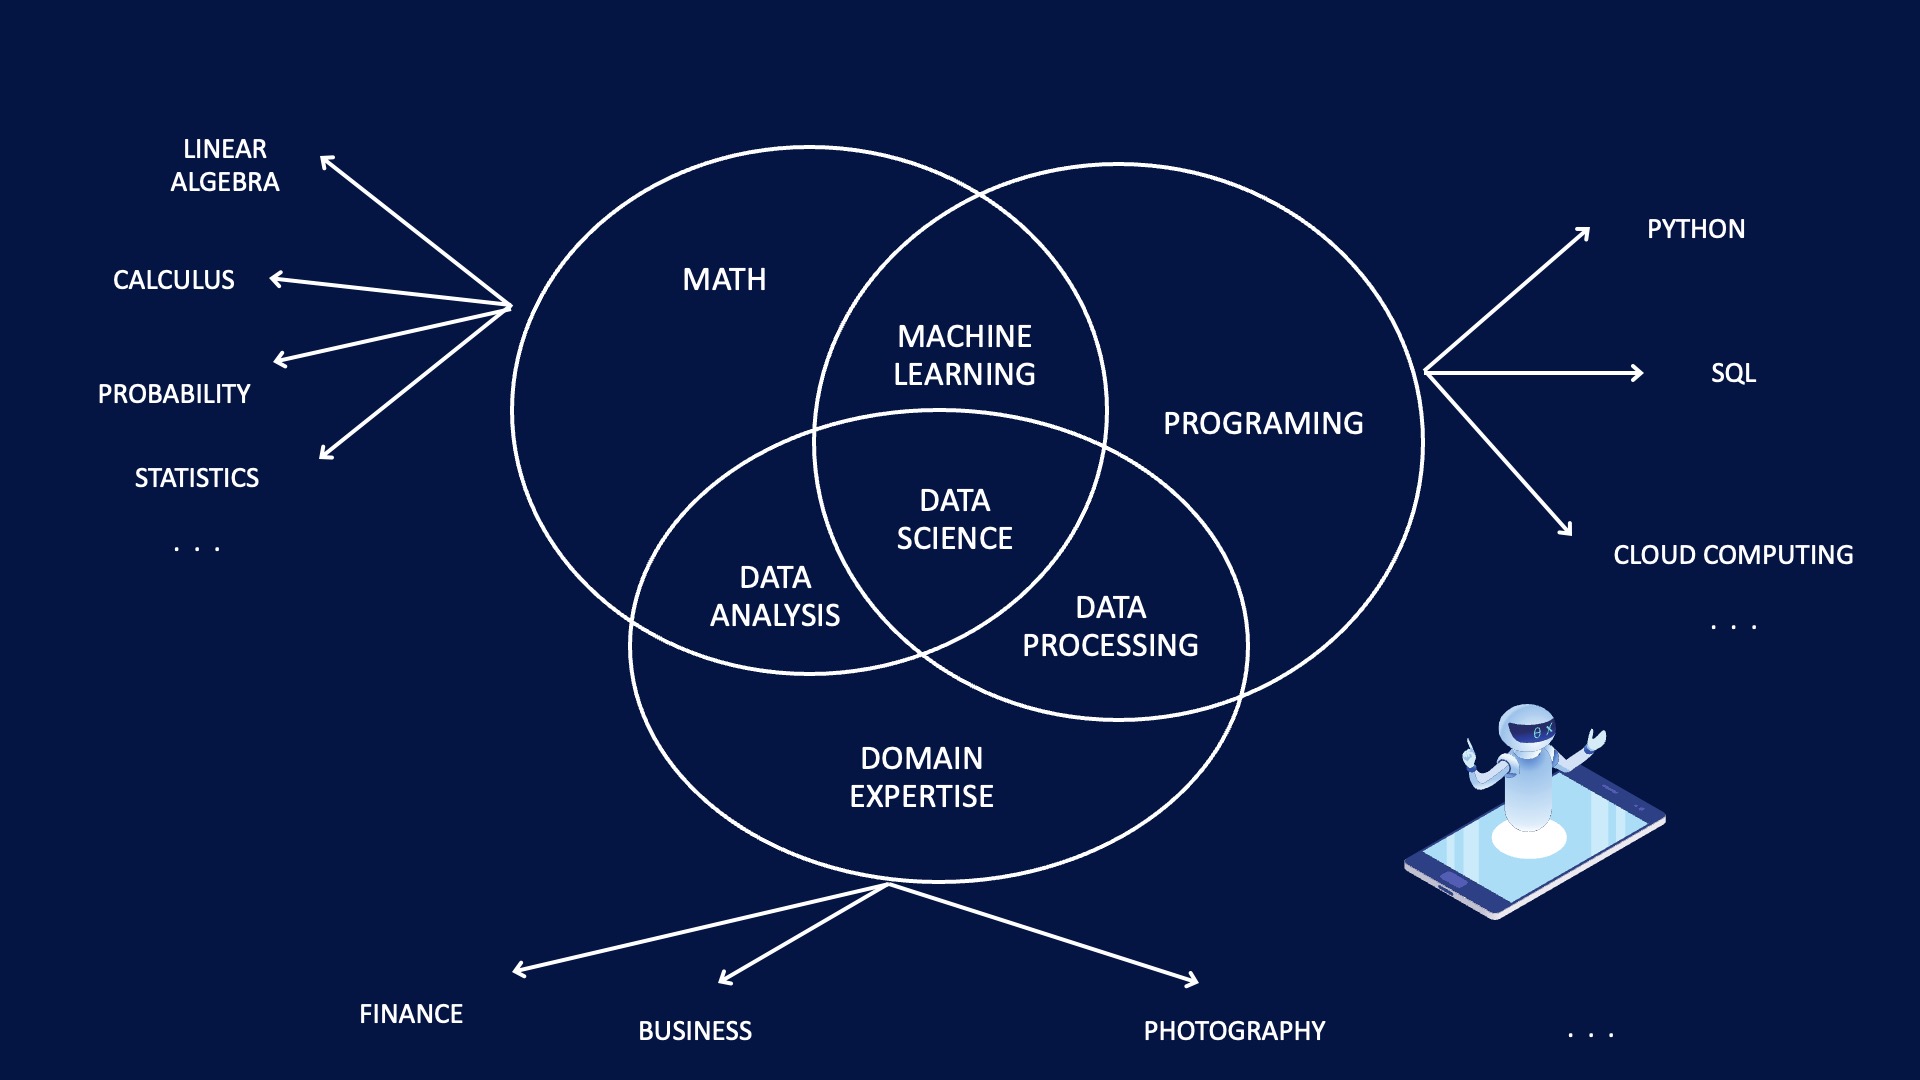 LINEAR
ALGEBRA
CALCULUS
PROBABILITY
STATISTICS
. . .
MATH
MACHINE
LEARNING
PROGRAMING
DATA
SCIENCE
DATA
ANALYSIS
DATA
PROCESSING
DOMAIN
EXPERTISE
PYTHON
SQL
CLOUD COMPUTING
. . .
θ X
FINANCE
BUSINESS
PHOTOGRAPHY
. . .